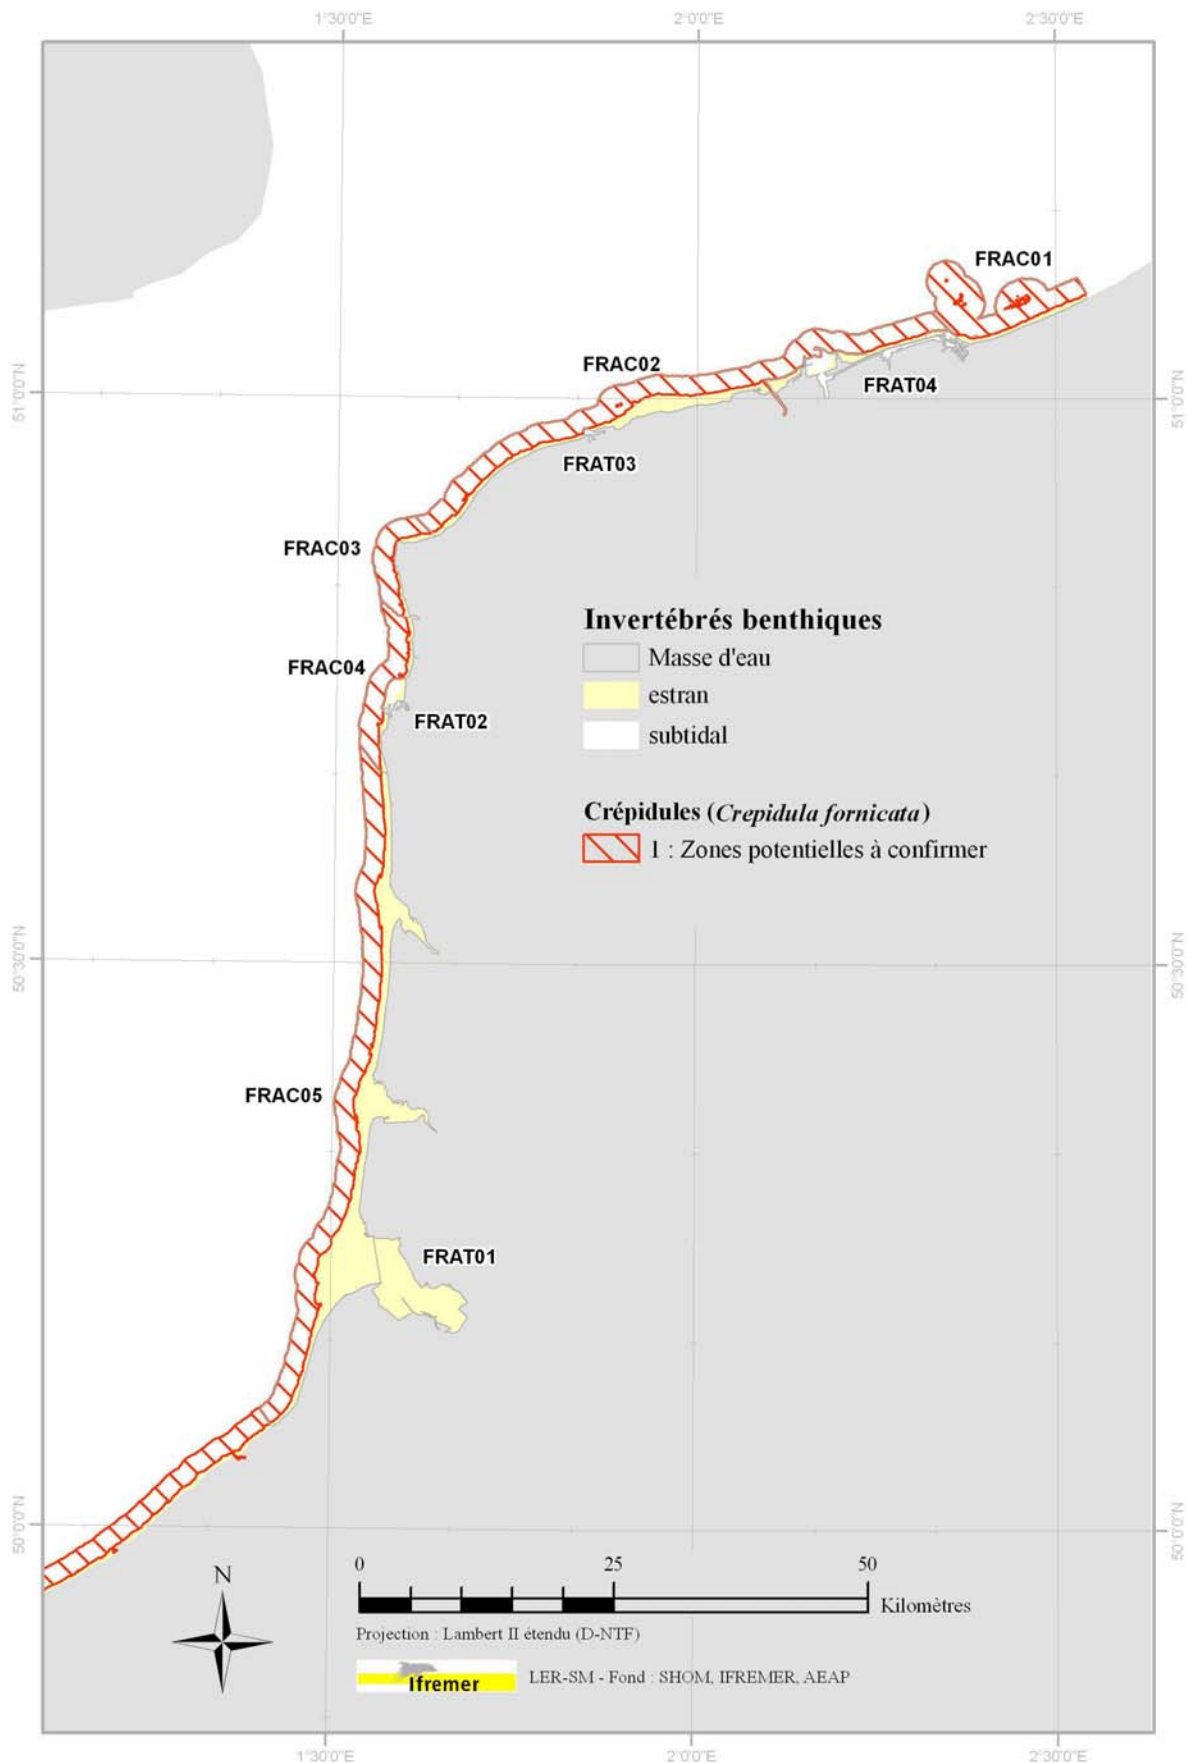 1°30'0"E
2°0'0"E
2°30'0"E
FRAC01
FRAC02
FRAT04
51°0'0"N
51°0'0"N
FRAT03
FRAC03
Invertébrés benthiques
Masse d'eau
FRAC04
estran
FRAT02
subtidal
Crépidules (Crepidula fornicata)
1 : Zones potentielles à confirmer
50°30'0"N
50°30'0"N
FRAC05
FRAT01
50°0'0"N
50°0'0"N
0 25 50
N
Kilomètres
Projection : Lambert II étendu (D-NTF)
Ifremer
LER-SM - Fond : SHOM, IFREMER, AEAP
1°30'0"E
2°0'0"E
2°30'0"E